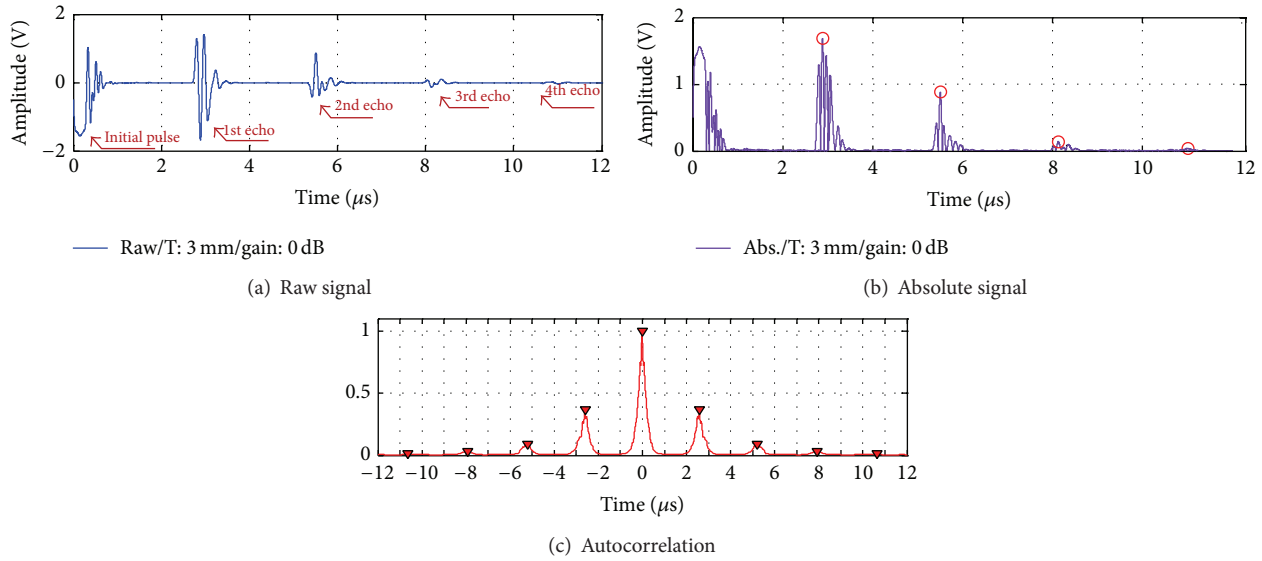 2
0
−2
Amplitude (V)
Initial pulse
1st echo
2nd echo
3rd echo
4th echo
0 2 4 6 8 10 12
Time (μs)
Raw/T: 3 mm/gain: 0 dB
(a) Raw signal
2
1
0
Amplitude (V)
0 2 4 6 8 10 12
Time (μs)
Abs./T: 3 mm/gain: 0 dB
(b) Absolute signal
1
0.5
0
−12 −10 −8 −6 −4 −2 0 2 4 6 8 10 12
Time (μs)
(c) Autocorrelation